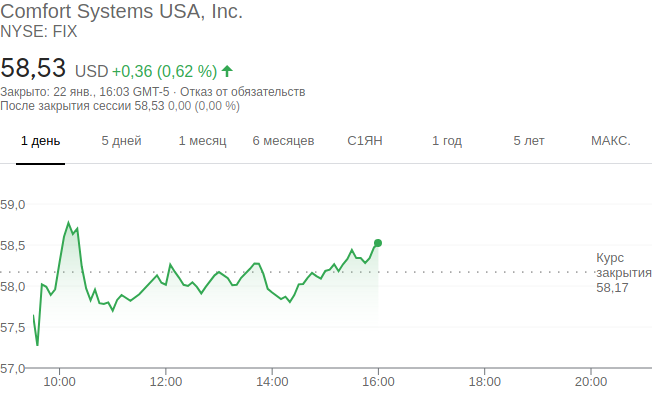 Comfort Systems USA, Inc.
NYSE: FIX
58,53 USD +0,36 (0,62 %)
Закрыто: 22 янв., 16:03 GMT-5 · Отказ от обязательств
После закрытия сессии 58,53 0,00 (0,00 %)
1 день 5 дней 1 месяц 6 месяцев С1ЯН 1 год 5 лет МАКС.
59,0
58,5
Курс
закрытия
58,17
58,0
57,5
57,0
10:00 12:00 14:00 16:00 18:00 20:00